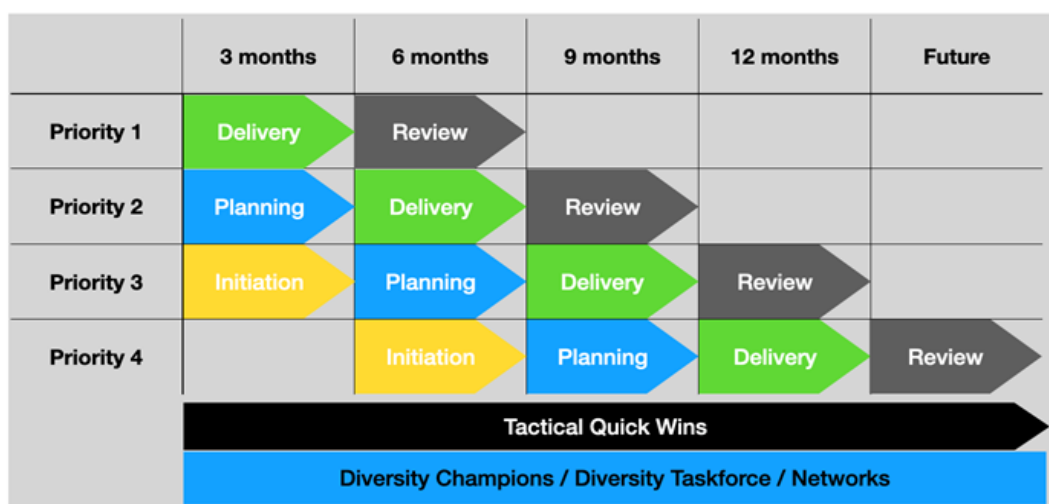 3 months 6 months 9 months 12 months Future
Priority 1 Delivery Review
Priority 2 Planning Delivery Review
Priority 3 Initiation Planning Delivery Review
Priority 4 Initiation Planning Delivery Review
Tactical Quick Wins
Diversity Champions / Diversity Taskforce / Networks